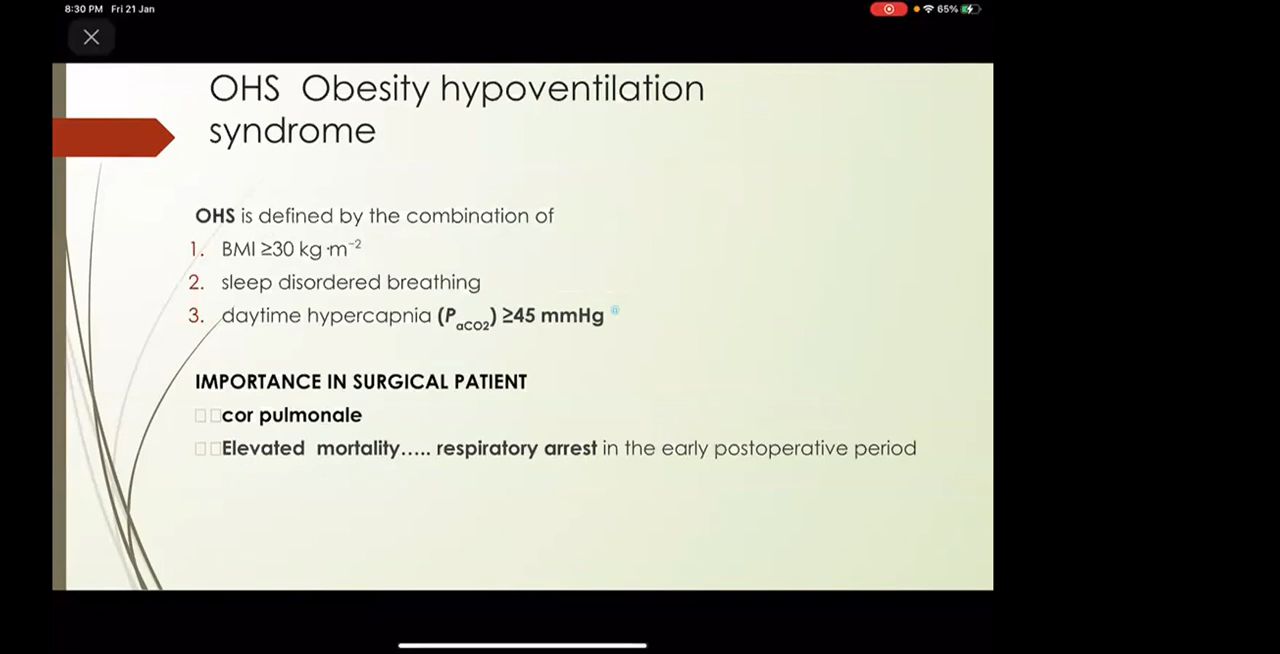 8:30 PM Fri 21 Jan
65%
OHS Obesity hypoventilation
syndrome
OHS is defined by the combination of
1. BMI ≥30 kg·m⁻²
2. sleep disordered breathing
3. daytime hypercapnia (PaCO2) ≥45 mmHg
IMPORTANCE IN SURGICAL PATIENT
cor pulmonale
Elevated mortality..... respiratory arrest in the early postoperative period